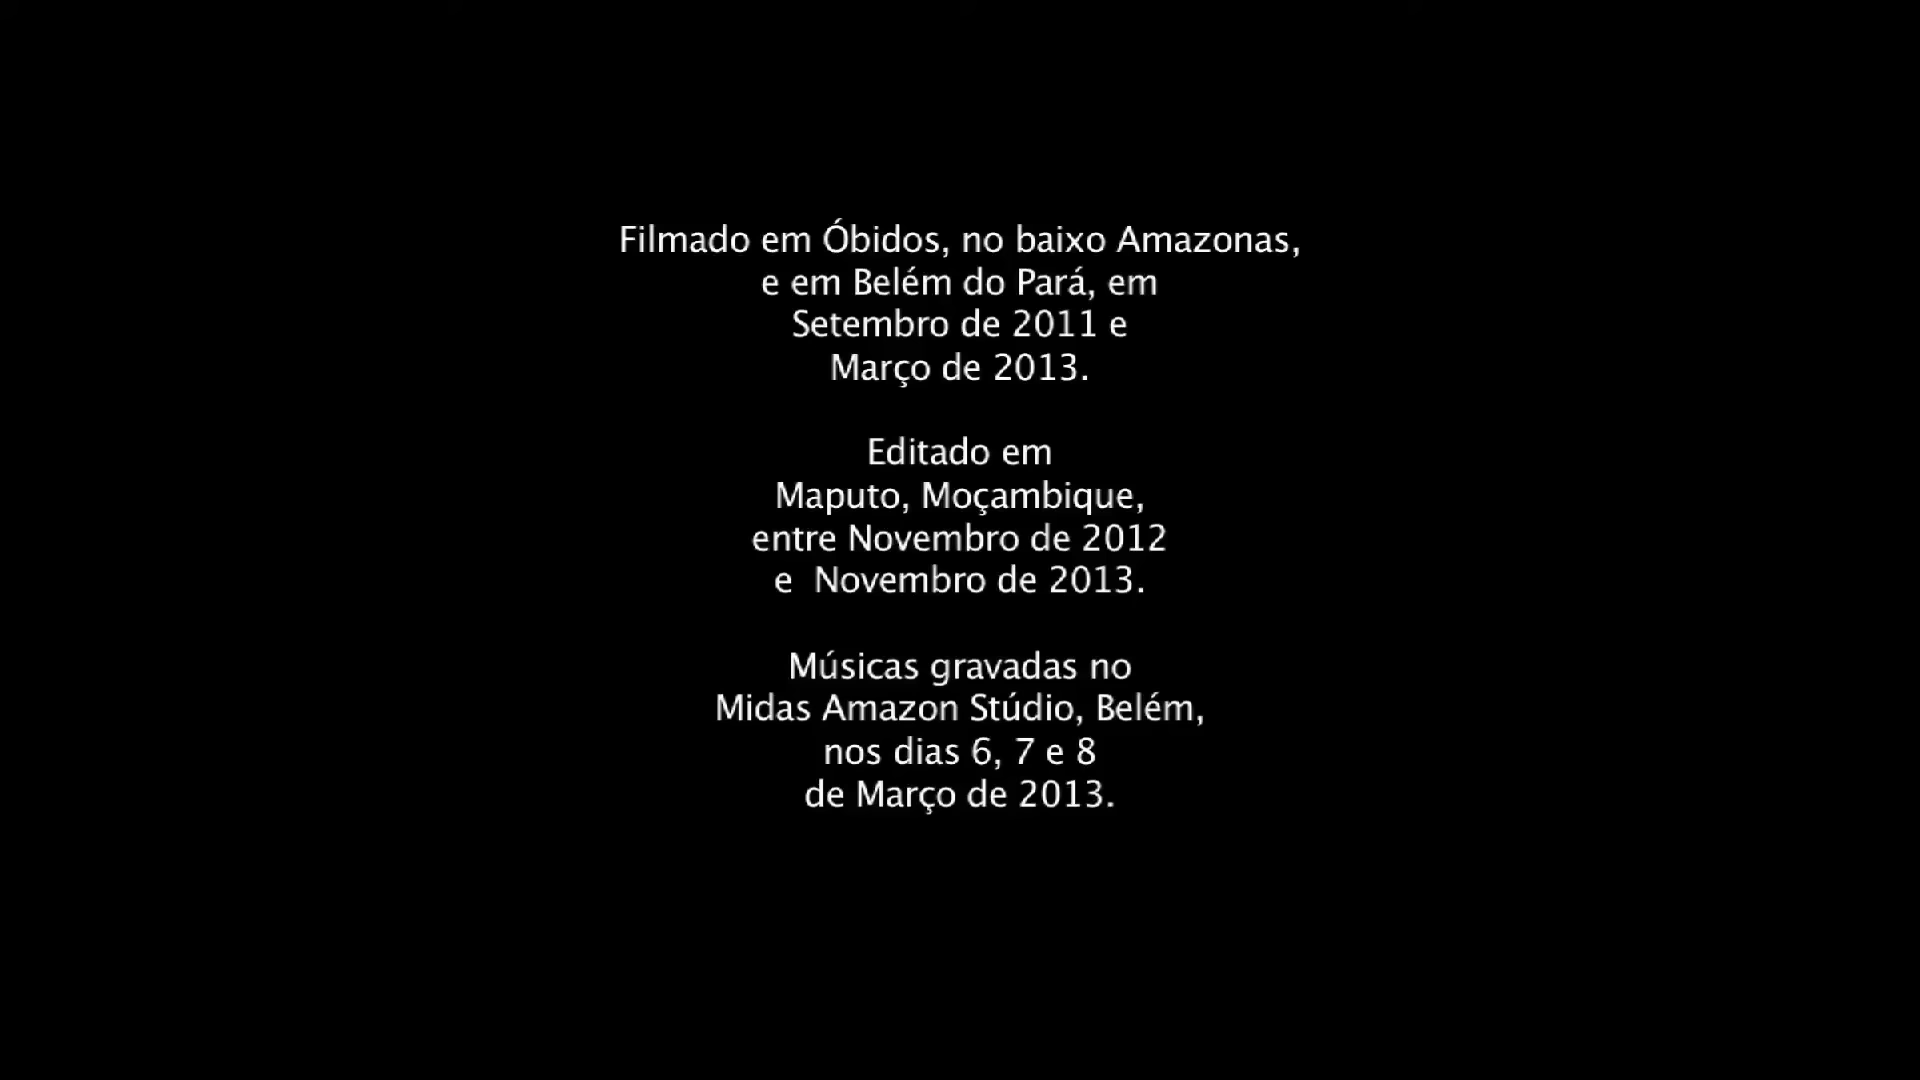 Filmado em Óbidos, no baixo Amazonas,
e em Belém do Pará, em
Setembro de 2011 e
Março de 2013.
Editado em
Maputo, Moçambique,
entre Novembro de 2012
e  Novembro de 2013.
Músicas gravadas no
Midas Amazon Stúdio, Belém,
nos dias 6, 7 e 8
de Março de 2013.